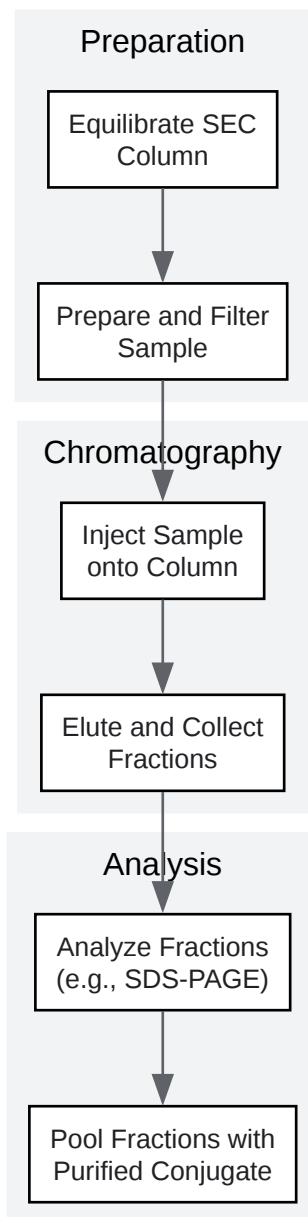 Preparation
Equilibrate SEC
Column
Prepare and Filter
Sample
Chromatography
Inject Sample
onto Column
Elute and Collect
Fractions
Analysis
Analyze Fractions
(e.g., SDS-PAGE)
Pool Fractions with
Purified Conjugate